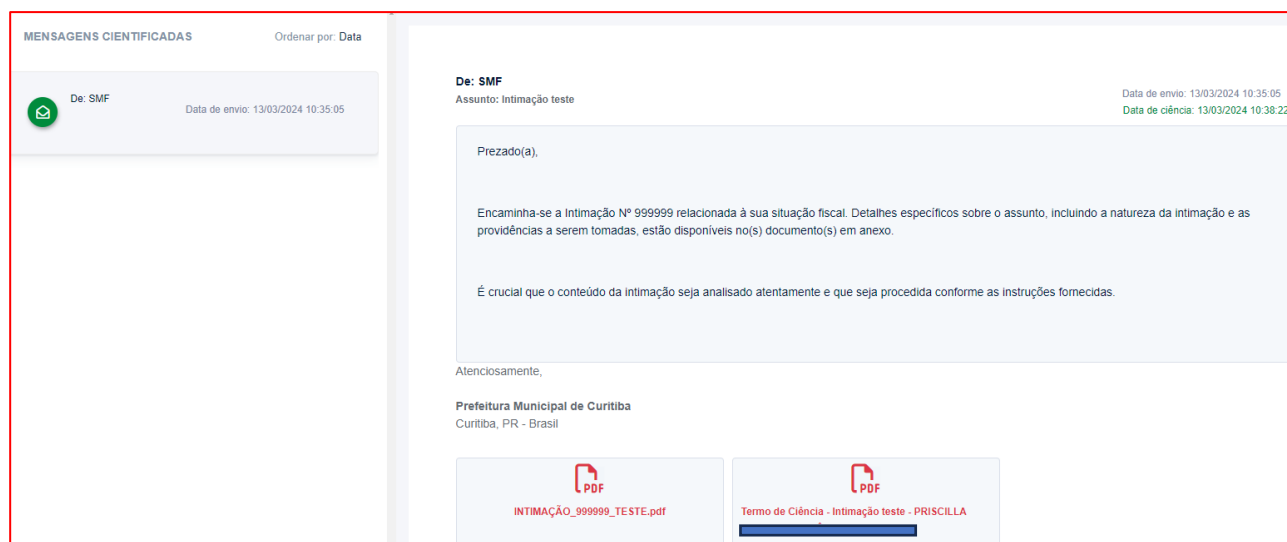 MENSAGENS CIENTIFICADAS
Ordenar por: Data
De: SMF
Data de envio: 13/03/2024 10:35:05
De: SMF
Assunto: Intimação teste
Data de envio: 13/03/2024 10:35:05
Data de ciência: 13/03/2024 10:38:22
Prezado(a),
Encaminha-se a Intimação Nº 999999 relacionada à sua situação fiscal. Detalhes específicos sobre o assunto, incluindo a natureza da intimação e as
providências a serem tomadas, estão disponíveis no(s) documento(s) em anexo.
É crucial que o conteúdo da intimação seja analisado atentamente e que seja procedida conforme as instruções fornecidas.
Atenciosamente,
Prefeitura Municipal de Curitiba
Curitiba, PR - Brasil
PDF
INTIMAÇÃO_999999_TESTE.pdf
PDF
Termo de Ciência - Intimação teste - PRISCILLA